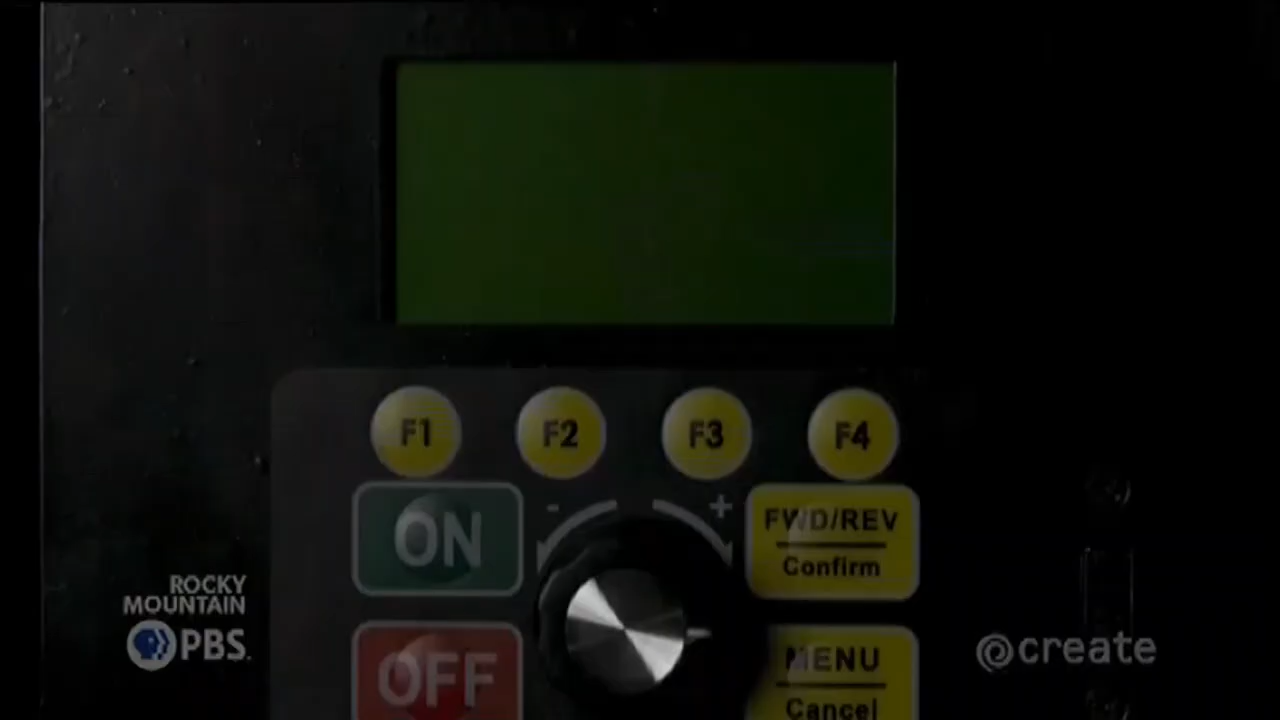 F1 F2 F3 F4
ON
- +
FWD/REV
Confirm
OFF
MENU
Cancel
ROCKY
MOUNTAIN
PBS.
create